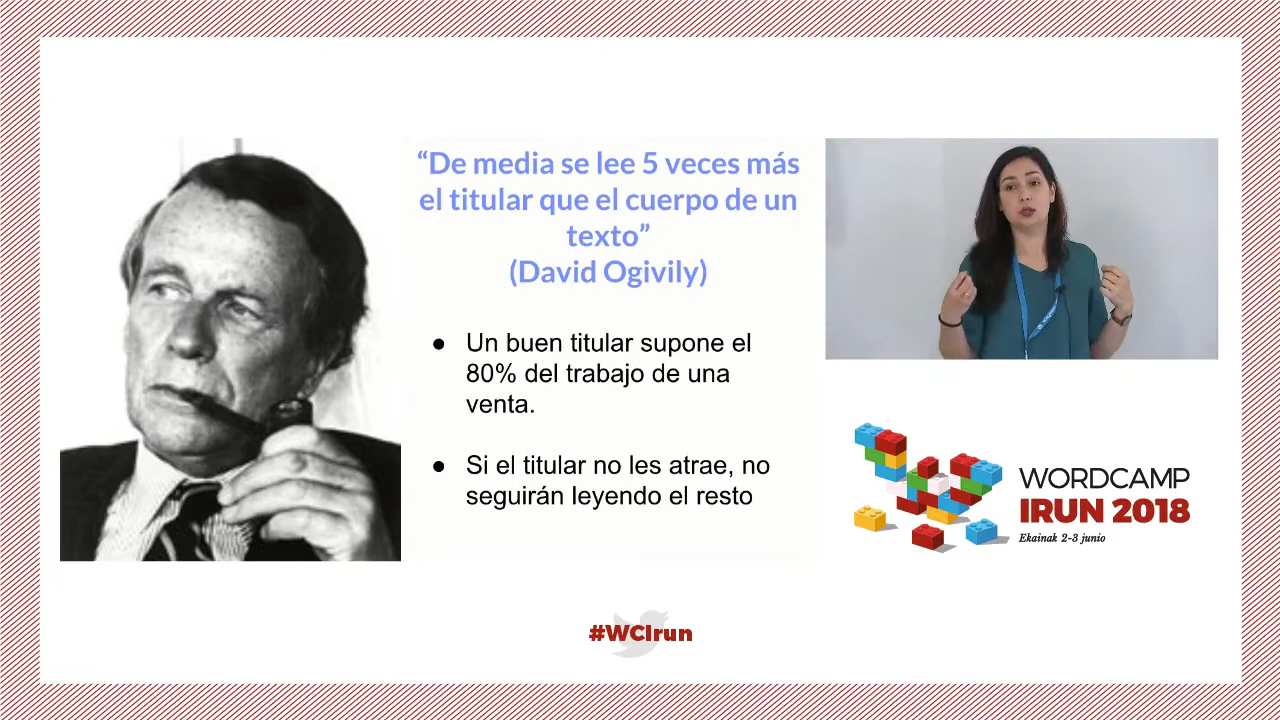 “De media se lee 5 veces más
el titular que el cuerpo de un
texto”
(David Ogivily)
● Un buen titular supone el
80% del trabajo de una
venta.
● Si el titular no les atrae, no
seguirán leyendo el resto
WORDCAMP
IRUN 2018
Ekainak 2-3 junio
#WCIrun